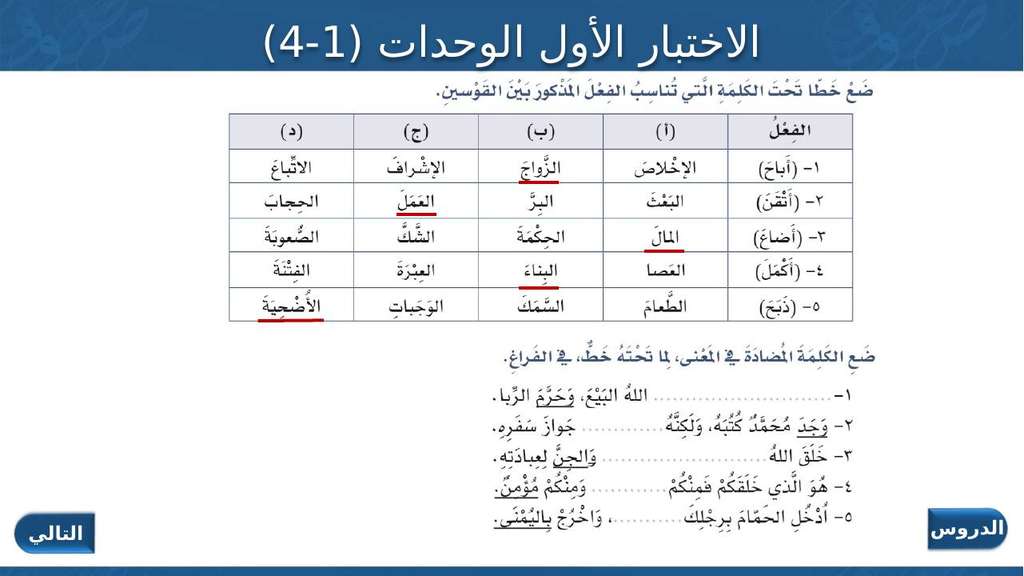 الاختبار الأول الوحدات (1-4)
ضَعْ خَطّا تَحْتَ الكَلِمَةِ الَّتي تُناسِبُ الفِعْلَ المَذْكورَ بَيْنَ القَوْسينِ.
الفِعْلُ (أ) (ب) (ج) (د)
١- (أَباحَ) الإخْلاصَ الزَّواجَ الإشْرافَ الاتِّباعَ
٢- (أَتْقَنَ) البَعْثَ البِرَّ العَمَلَ الحِجابَ
٣- (أَضاعَ) المالَ الحِكْمَةَ الشَّكَّ الصُّعوبَةَ
٤- (أَكْمَلَ) العَصا البِناءَ العِبْرَةَ الفِتْنَةَ
٥- (ذَبَحَ) الطَّعامَ السَّمَكَ الوَجَباتِ الأُضْحِيَةَ
ضَعِ الكَلِمَةَ المُضادَةَ في المَعْنى، لِما تَحْتَهُ خَطٌّ، في الفَراغِ.
١- ........................... اللهُ البَيْعَ، وَحَرَّمَ الرِّبا.
٢- وَجَدَ مُحَمَّدٌ كُتُبَهُ، وَلَكِنَّهُ ............. جَوازَ سَفَرِهِ.
٣- خَلَقَ اللهُ ......................... وَالجِنَّ لِعِبادَتِهِ.
٤- هُوَ الَّذي خَلَقَكُمْ فَمِنْكُمْ ........... وَمِنْكُمْ مُؤْمِنٌ.
٥- اُدْخُلِ الحَمّامَ بِرِجْلِكَ ...........، وَاخْرُجْ بِاليُمْنَى.
الدروس
التالي